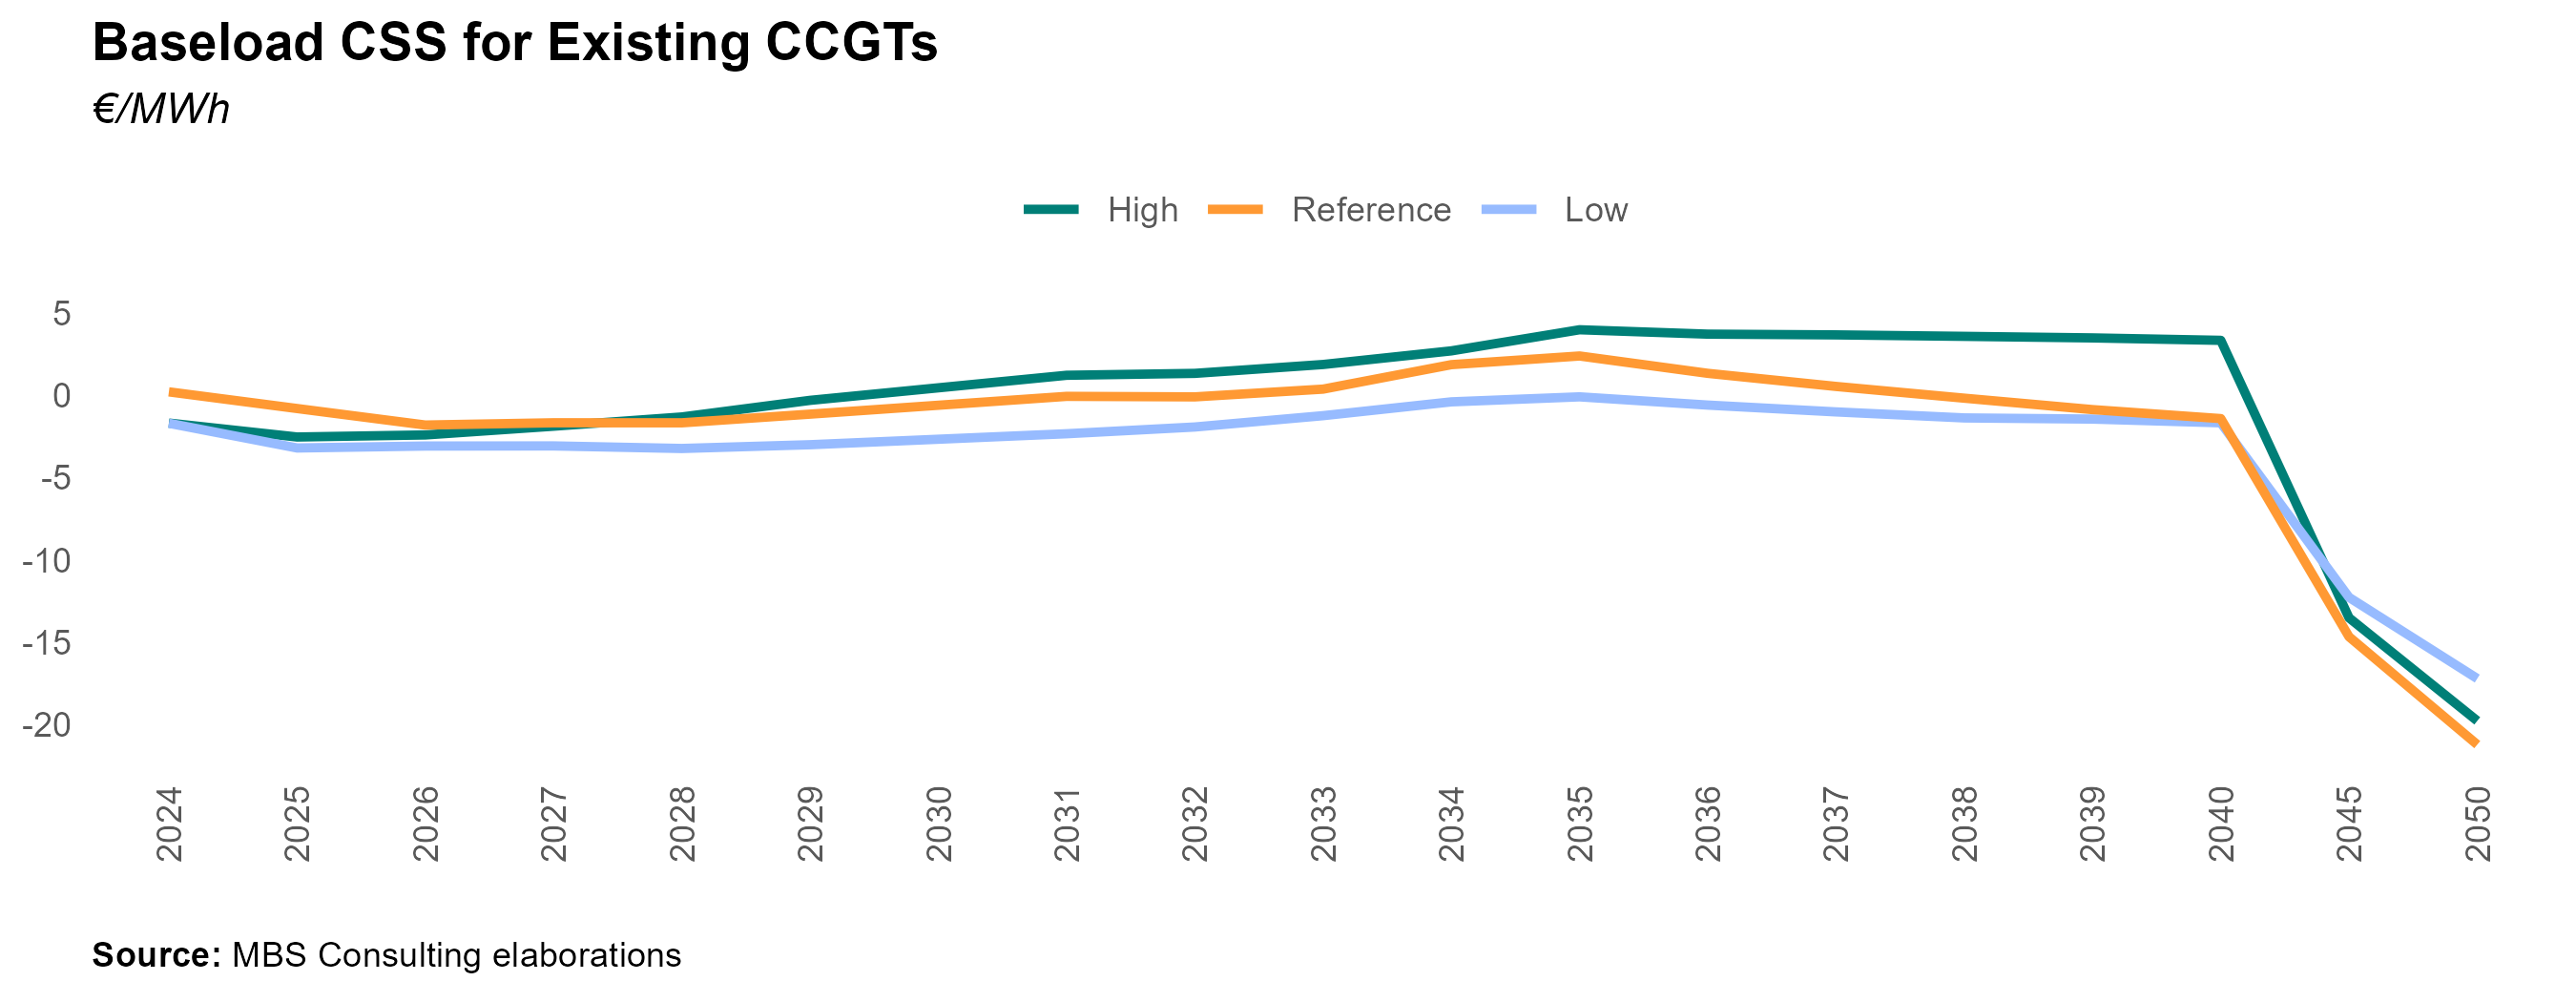 Baseload CSS for Existing CCGTs
€/MWh
High Reference Low
5
0
-5
-10
-15
-20
2024 2025 2026 2027 2028 2029 2030 2031 2032 2033 2034 2035 2036 2037 2038 2039 2040 2045 2050
Source: MBS Consulting elaborations